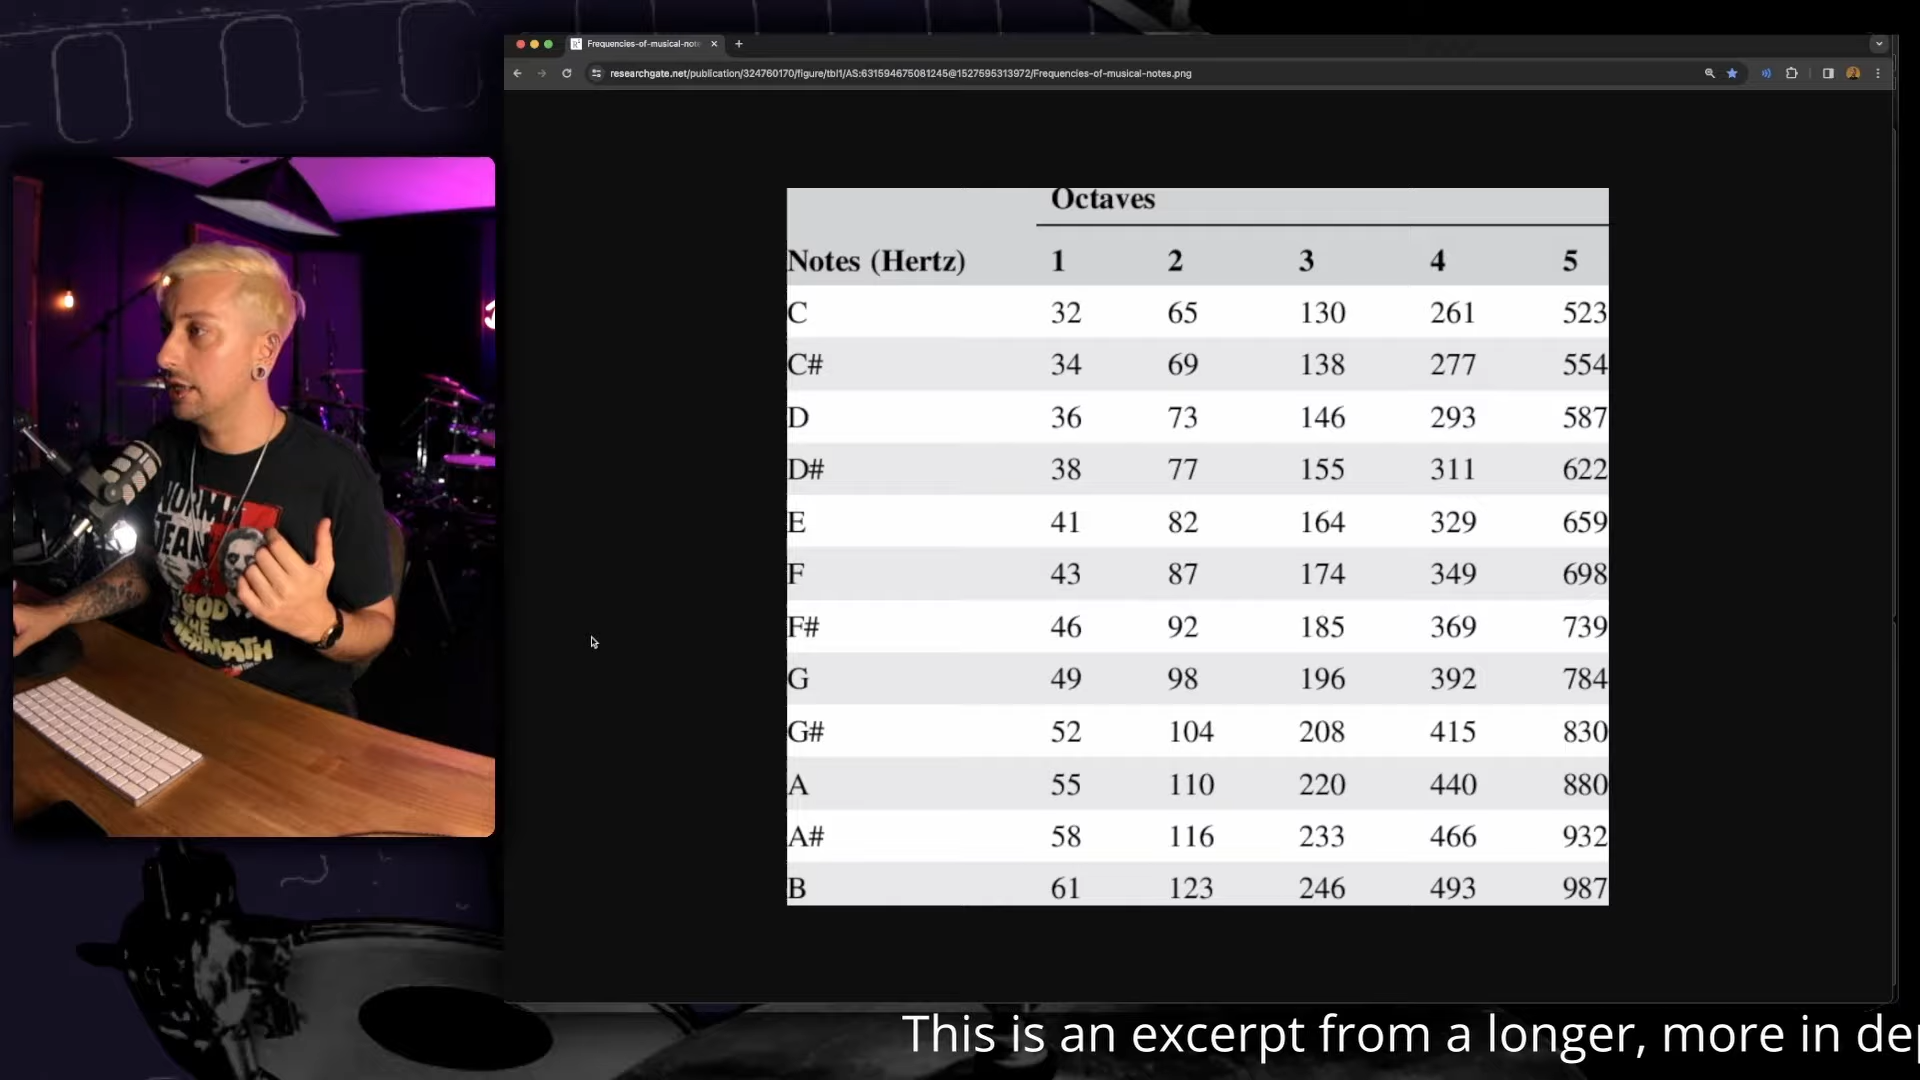 Frequencies-of-musical-not
researchgate.net/publication/324760170/figure/tbl1/AS:631594675081245@1527595313972/Frequencies-of-musical-notes.png
Octaves
Notes (Hertz) 1 2 3 4 5
C 32 65 130 261 523
C# 34 69 138 277 554
D 36 73 146 293 587
D# 38 77 155 311 622
E 41 82 164 329 659
F 43 87 174 349 698
F# 46 92 185 369 739
G 49 98 196 392 784
G# 52 104 208 415 830
A 55 110 220 440 880
A# 58 116 233 466 932
B 61 123 246 493 987
GOD
THE
This is an excerpt from a longer, more in de